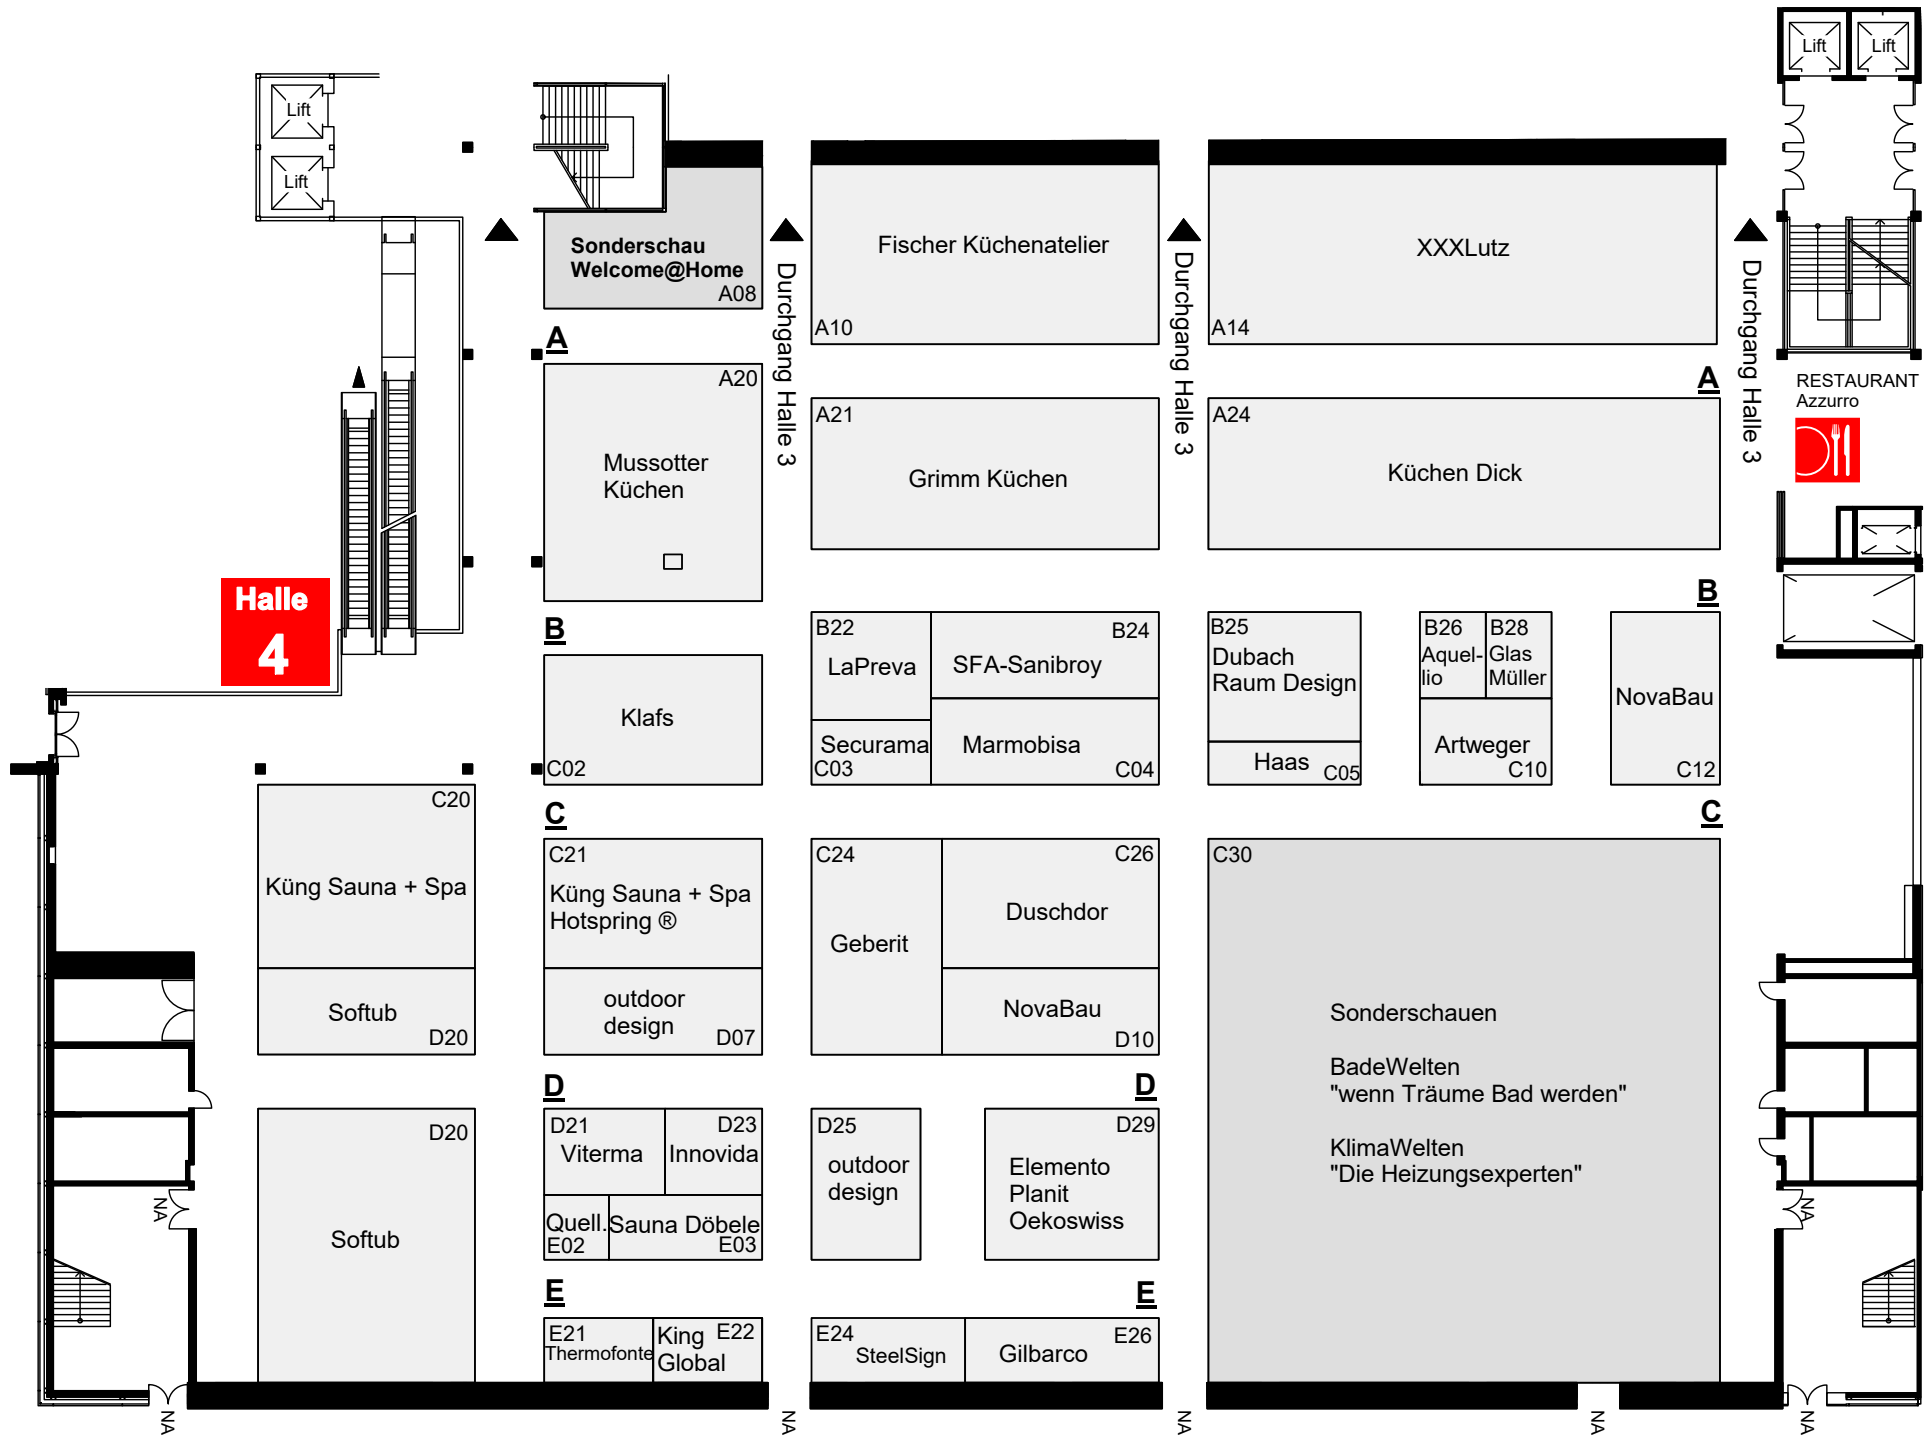 Lift
Lift
Lift
Lift
Sonderschau
Welcome@Home
A08
Durchgang Halle 3
Fischer Küchenatelier
A10
Durchgang Halle 3
XXXLutz
A14
Durchgang Halle 3
A
A
RESTAURANT
Azzurro
A20
Mussotter
Küchen
A21
Grimm Küchen
A24
Küchen Dick
Halle
4
B
B
Klafs
C02
B22
LaPreva
B24
SFA-Sanibroy
Securama
C03
Marmobisa
C04
B25
Dubach
Raum Design
Haas
C05
B26
Aquel-
lio
B28
Glas
Müller
Artweger
C10
NovaBau
C12
C
C
C20
Küng Sauna + Spa
Softub
D20
C21
Küng Sauna + Spa
Hotspring ®
outdoor
design
D07
C24
Geberit
C26
Duschdor
NovaBau
D10
C30
Sonderschauen
BadeWelten
"wenn Träume Bad werden"
KlimaWelten
"Die Heizungsexperten"
D
D
D20
Softub
D21
Viterma
D23
Innovida
Quell.
E02
Sauna Döbele
E03
D25
outdoor
design
D29
Elemento
Planit
Oekoswiss
NA
NA
E
E
E21
Thermofonte
King
Global
E22
E24
SteelSign
E26
Gilbarco
NA
NA
NA
NA
NA